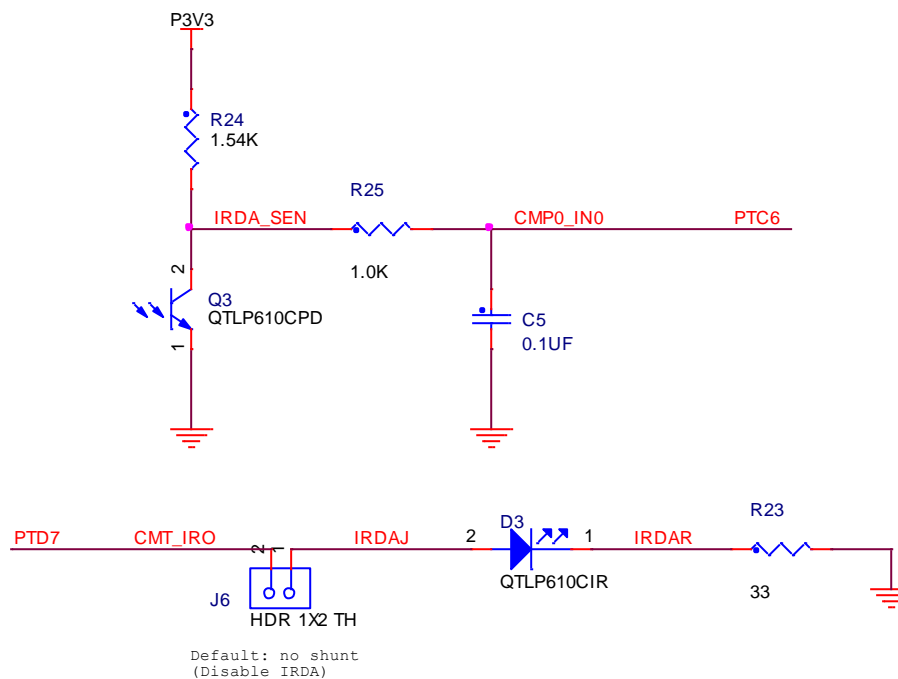 P3V3
R24
1.54K
R25
IRDA_SEN
CMP0_IN0
PTC6
1.0K
2
Q3
QTLP610CPD
1
C5
0.1UF
PTD7
CMT_IRO
2
1
IRDAJ
2
D3
1
IRDAR
R23
QTLP610CIR
33
J6
HDR 1X2 TH
Default: no shunt
(Disable IRDA)